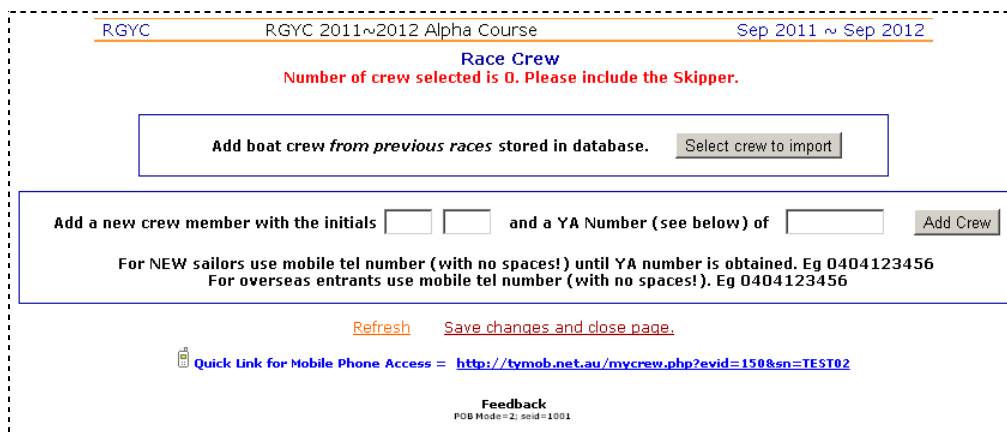 RGYC RGYC 2011~2012 Alpha Course Sep 2011 ~ Sep 2012
Race Crew
Number of crew selected is 0. Please include the Skipper.
Add boat crew from previous races stored in database. Select crew to import
Add a new crew member with the initials and a YA Number (see below) of Add Crew
For NEW sailors use mobile tel number (with no spaces!) until YA number is obtained. Eg 0404123456
For overseas entrants use mobile tel number (with no spaces!). Eg 0404123456
Refresh Save changes and close page.
Quick Link for Mobile Phone Access = http://tymob.net.au/mycrew.php?evid=150&sn=TEST02
Feedback
POB Mode=2; seid=1001